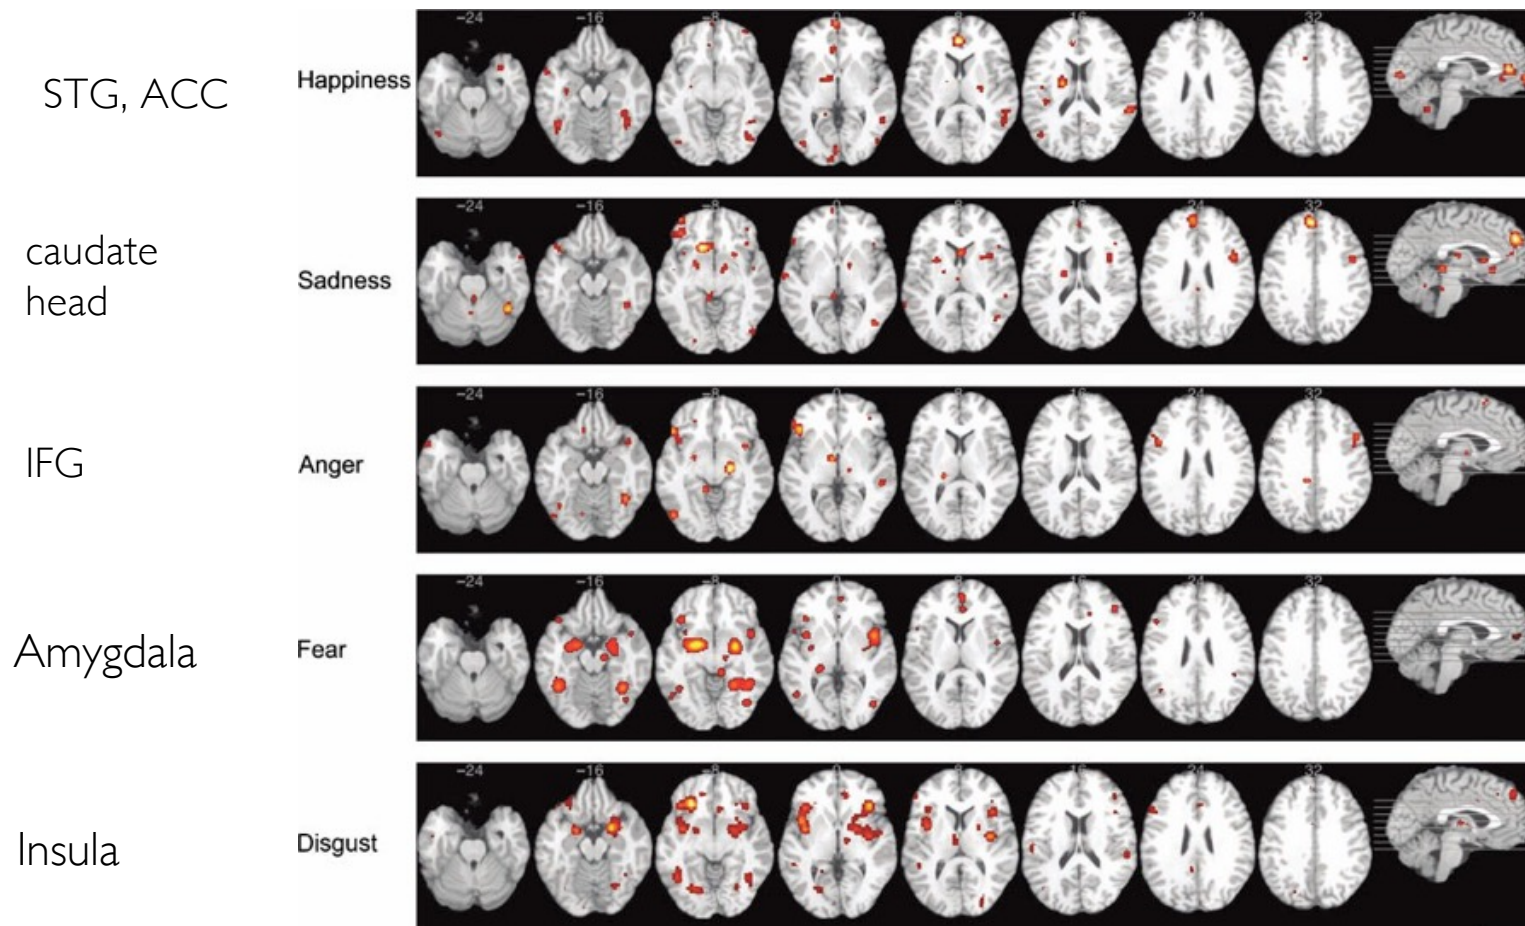 -24 -16 -8 0 8 16 24 32
STG, ACC
Happiness
-24 -16 -8 0 8 16 24 32
caudate
head
Sadness
-24 -16 -8 0 8 16 24 32
IFG
Anger
-24 -16 -8 0 8 16 24 32
Amygdala
Fear
-24 -16 -8 0 8 16 24 32
Insula
Disgust